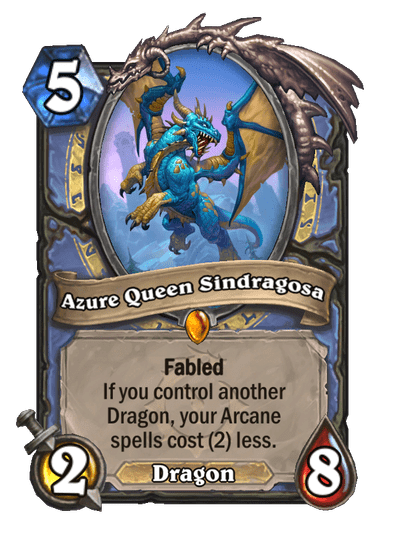 5
Azure Queen Sindragosa
Fabled
If you control another
Dragon, your Arcane
spells cost (2) less.
2
Dragon
8